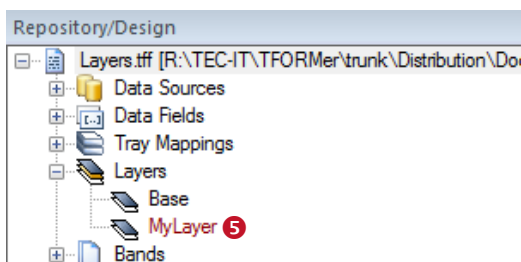 Repository/Design
Layers.tff [R:\TEC-IT\TFORMer\trunk\Distribution\Do
Data Sources
Data Fields
Tray Mappings
Layers
Base
MyLayer 5
Bands